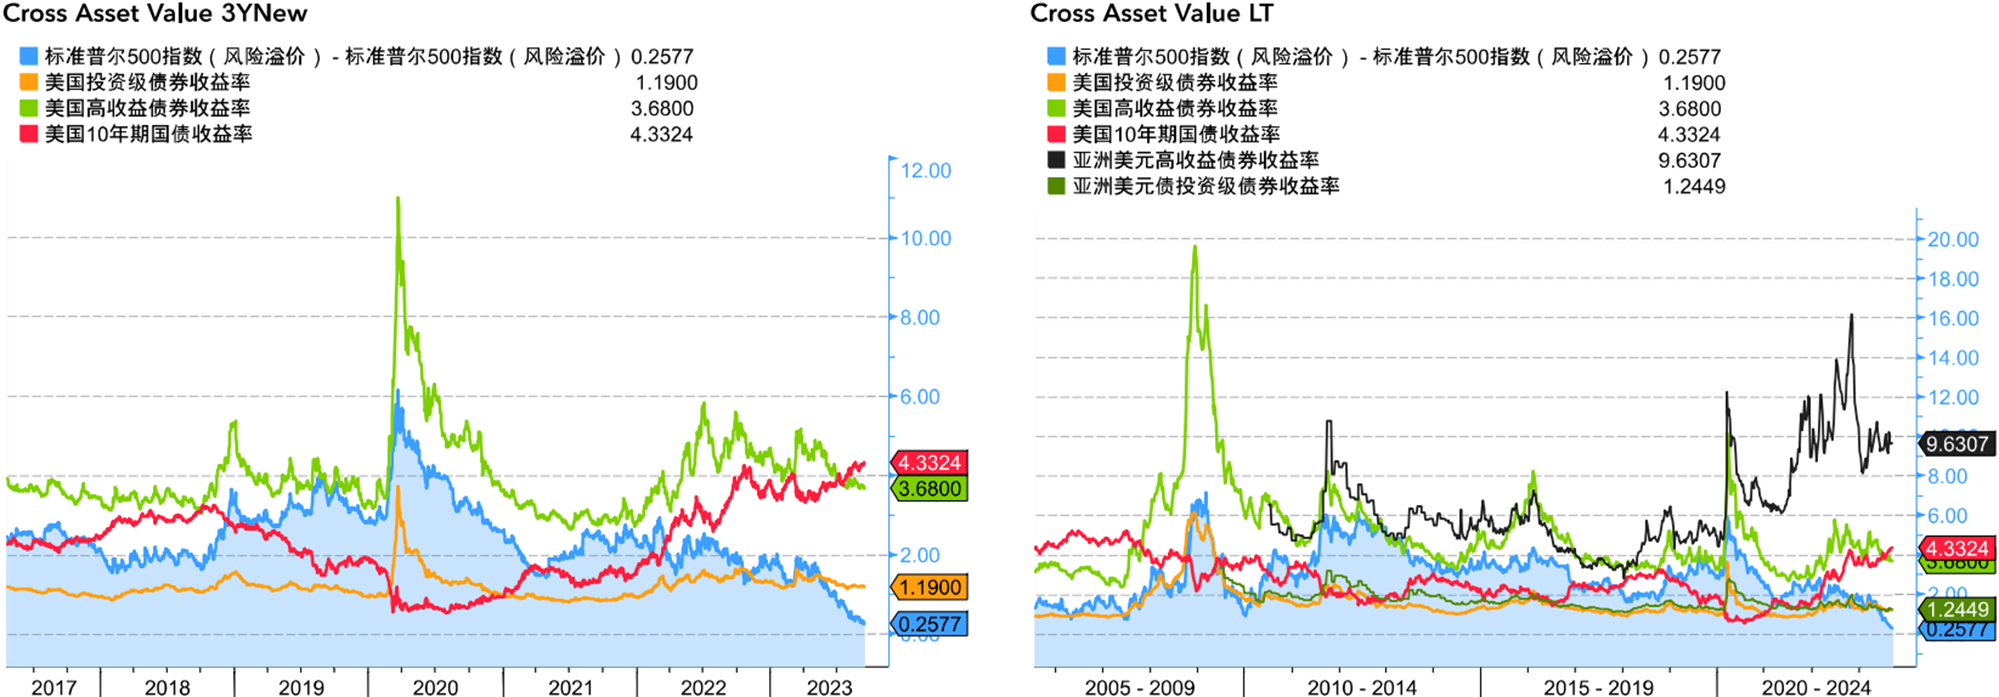 Cross Asset Value 3YNew
标准普尔500指数（风险溢价） - 标准普尔500指数（风险溢价） 0.2577
美国投资级债券收益率 1.1900
美国高收益债券收益率 3.6800
美国10年期国债收益率 4.3324
12.00
10.00
8.00
6.00
4.3324
3.6800
2.00
1.1900
0.2577
0.00
2017 2018 2019 2020 2021 2022 2023
Cross Asset Value LT
标准普尔500指数（风险溢价） - 标准普尔500指数（风险溢价） 0.2577
美国投资级债券收益率 1.1900
美国高收益债券收益率 3.6800
美国10年期国债收益率 4.3324
亚洲美元高收益债券收益率 9.6307
亚洲美元债投资级债券收益率 1.2449
20.00
18.00
16.00
14.00
12.00
9.6307
8.00
6.00
4.3324
3.6800
2.00
1.2449
0.2577
2005 - 2009 2010 - 2014 2015 - 2019 2020 - 2024